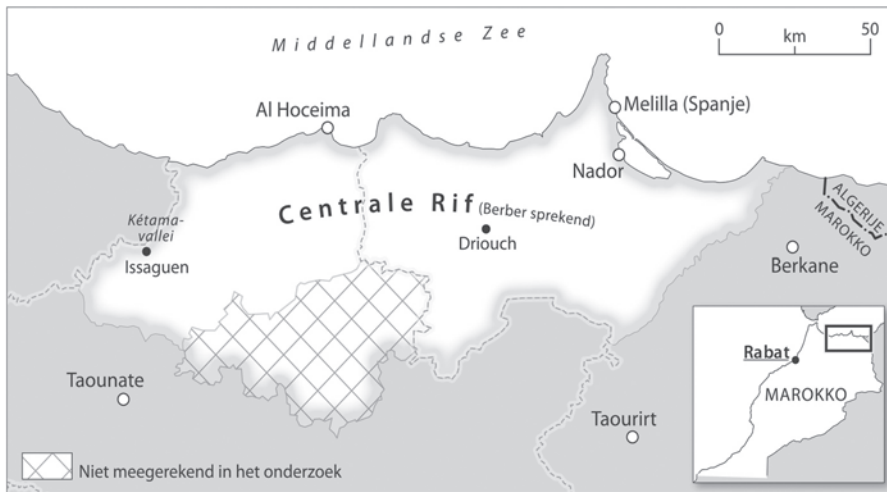 Middellandse Zee
0 50
km
Al Hoceima
Melilla (Spanje)
Nador
Centrale Rif (Berber sprekend)
Kétama-
vallei
Issaguen
Driouch
ALGERIJE
MAROKKO
Berkane
Taounate
Taourirt
Rabat
MAROKKO
Niet meegerekend in het onderzoek